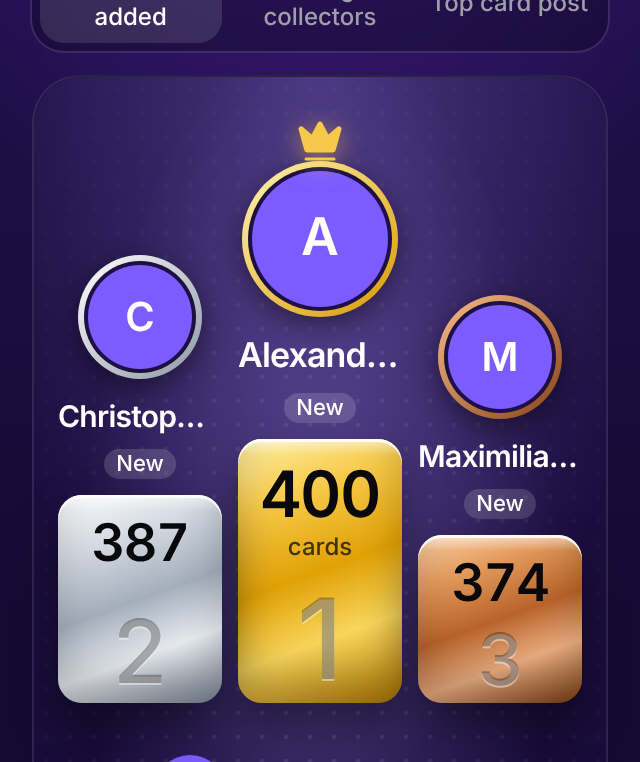 added
collectors
Top card post
A
C
M
Alexand...
Christop...
New
Maximilia...
New
New
400
cards
387
374
1
2
3